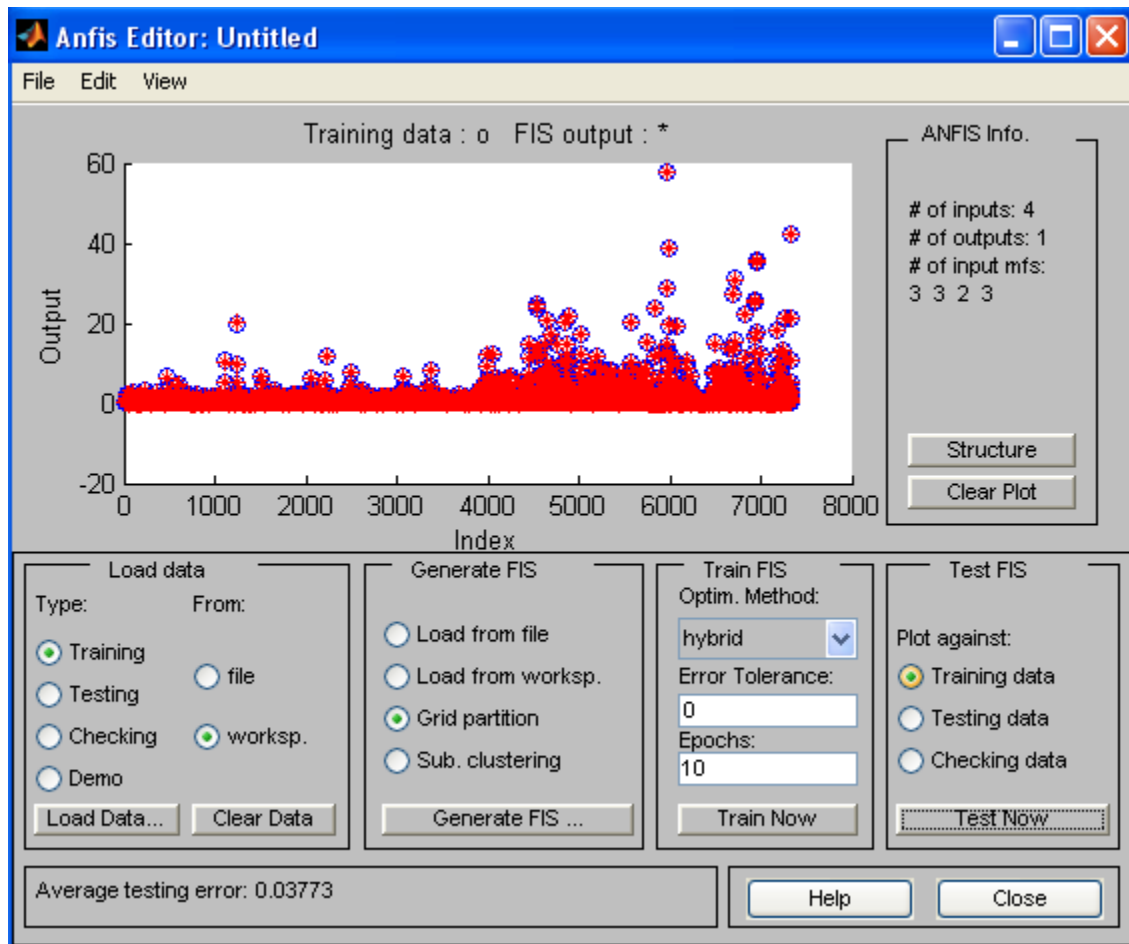 Anfis Editor: Untitled
File Edit View
Training data : o FIS output : *
60
40
20
0
-20
Output
0 1000 2000 3000 4000 5000 6000 7000 8000
Index
ANFIS Info.
# of inputs: 4
# of outputs: 1
# of input mfs:
3 3 2 3
Structure
Clear Plot
Load data
Type:
From:
Training
Testing
Checking
Demo
file
worksp.
Load Data...
Clear Data
Generate FIS
Load from file
Load from worksp.
Grid partition
Sub. clustering
Generate FIS ...
Train FIS
Optim. Method:
hybrid
Error Tolerance:
0
Epochs:
10
Train Now
Test FIS
Plot against:
Training data
Testing data
Checking data
Test Now
Average testing error: 0.03773
Help
Close